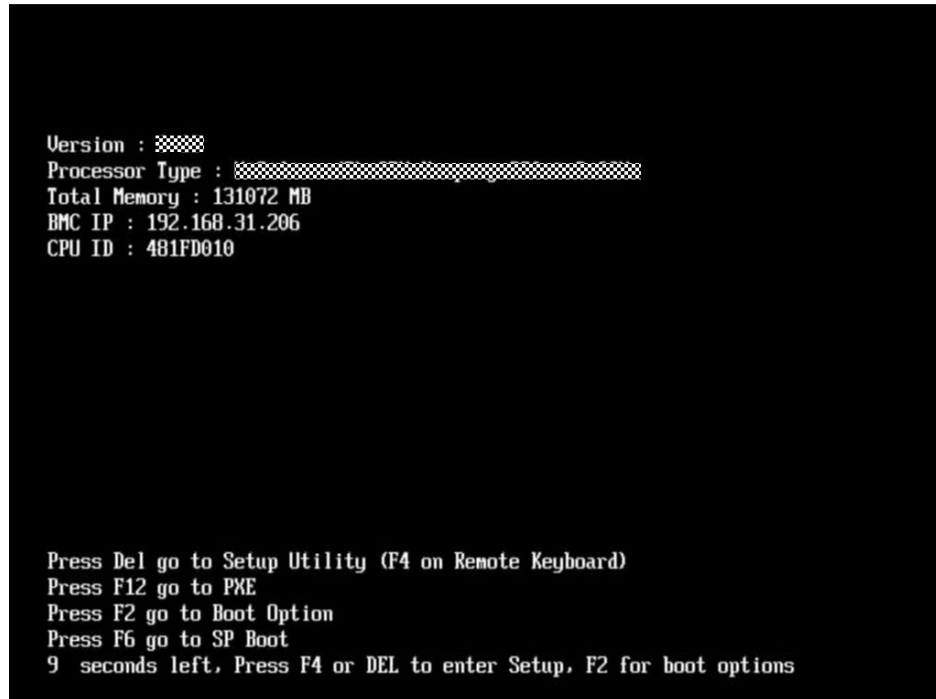 Version :
Processor Type :
Total Memory : 131072 MB
BMC IP : 192.168.31.206
CPU ID : 481FD010
Press Del go to Setup Utility (F4 on Remote Keyboard)
Press F12 go to PXE
Press F2 go to Boot Option
Press F6 go to SP Boot
9 seconds left, Press F4 or DEL to enter Setup, F2 for boot options